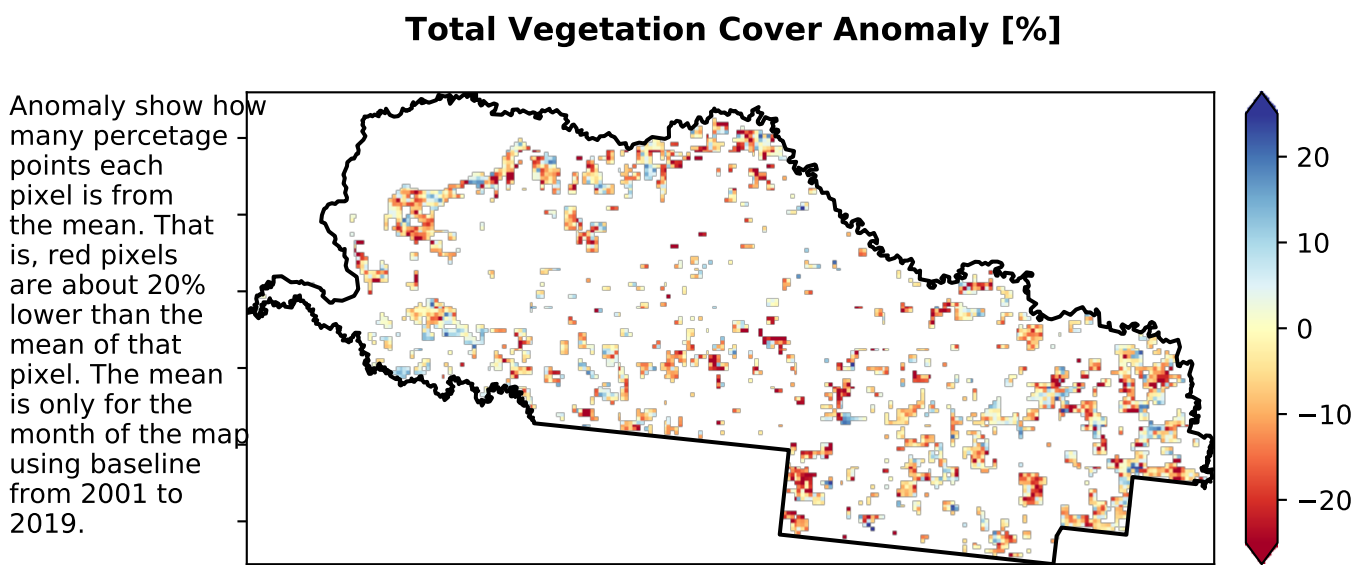 Total Vegetation Cover Anomaly [%]
Anomaly show how
many percetage
points each
pixel is from
the mean. That
is, red pixels
are about 20%
lower than the
mean of that
pixel. The mean
is only for the
month of the map
using baseline
from 2001 to
2019.
20
10
0
−10
−20